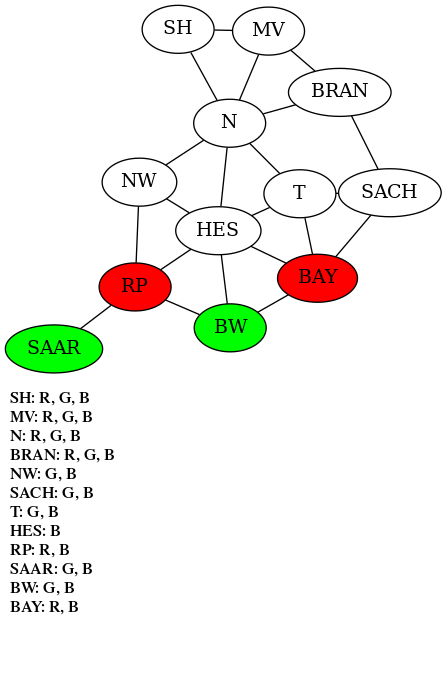 SH
MV
BRAN
N
NW
T
SACH
HES
RP
BAY
BW
SAAR
SH: R, G, B
MV: R, G, B
N: R, G, B
BRAN: R, G, B
NW: G, B
SACH: G, B
T: G, B
HES: B
RP: R, B
SAAR: G, B
BW: G, B
BAY: R, B